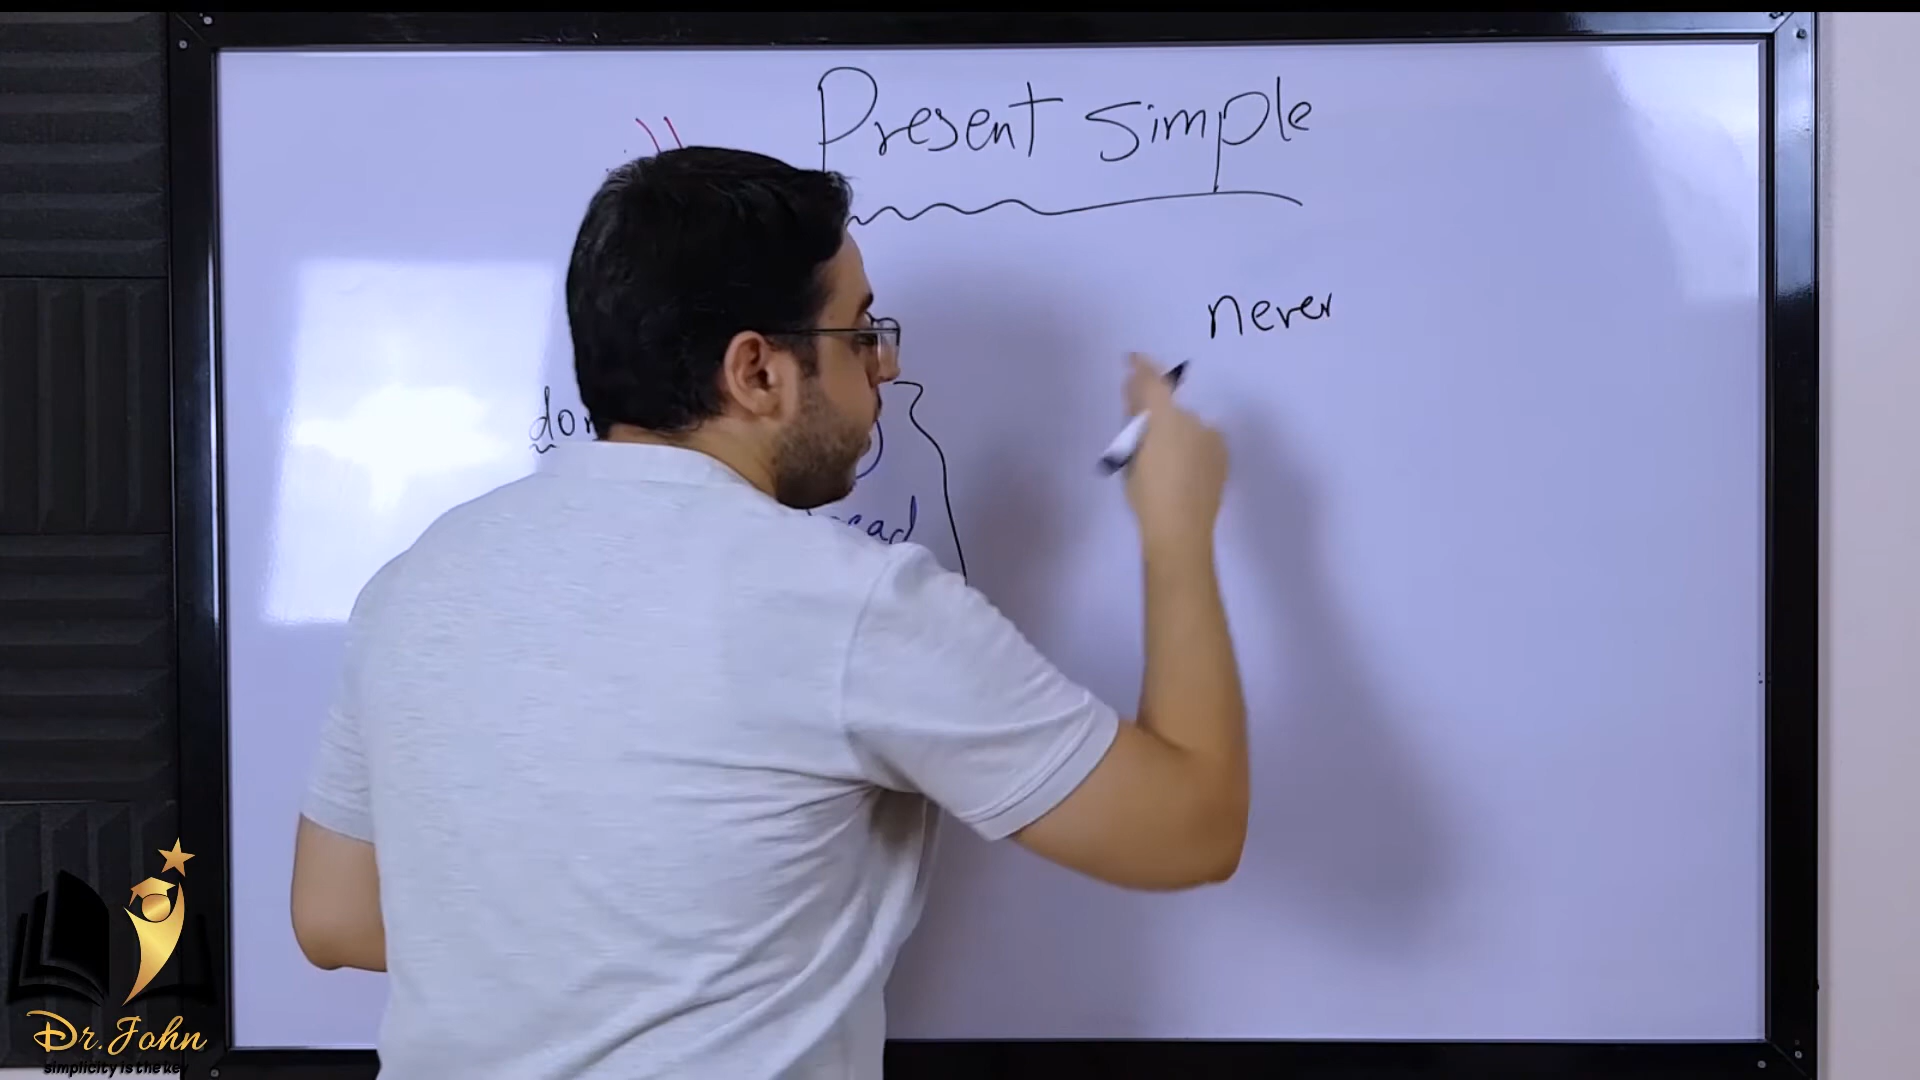 Present simple
never
Dr. John
simplicity is the key